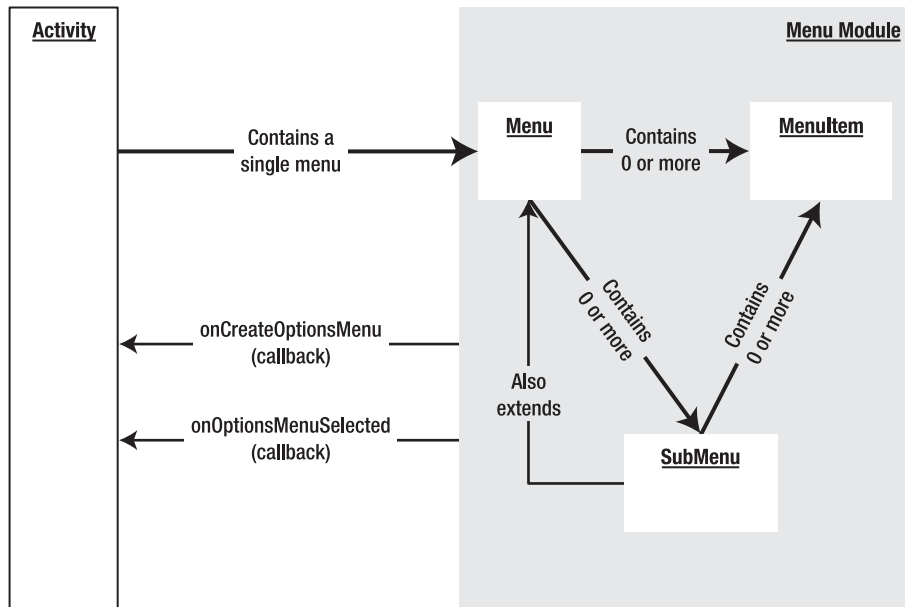 Activity
Menu Module
Menu
MenuItem
Contains a
single menu
Contains
0 or more
Contains
0 or more
Contains
0 or more
onCreateOptionsMenu
(callback)
Also
extends
onOptionsMenuSelected
(callback)
SubMenu